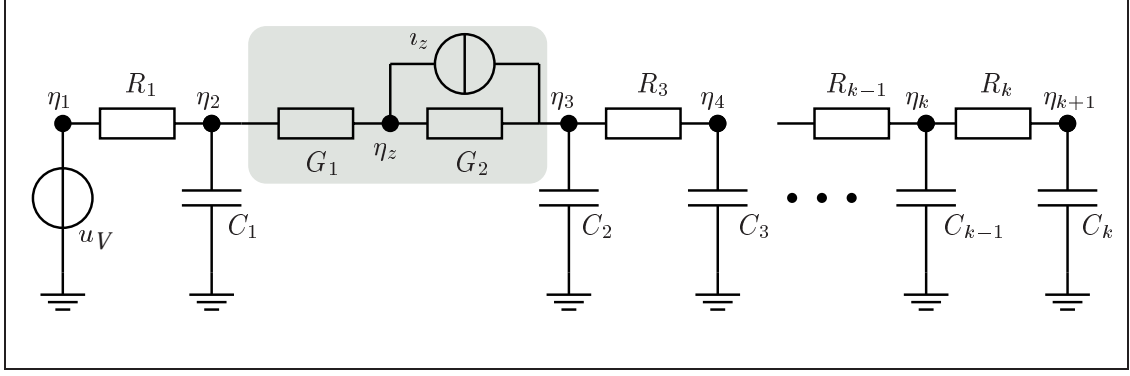 ı_z
R_1 R_3 R_{k−1} R_k
η_1 η_2 η_3 η_4 η_k η_{k+1}
η_z
G_1 G_2
u_V C_1 C_2 C_3 C_{k−1} C_k